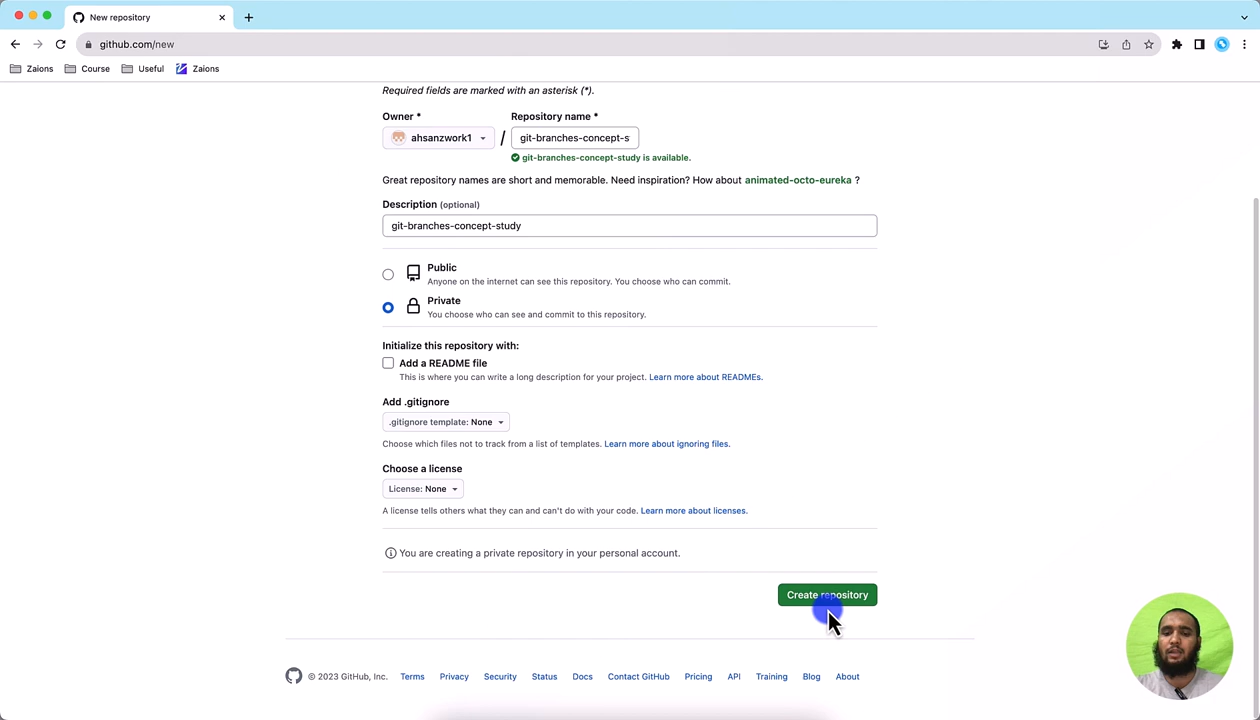 New repository
github.com/new
Zaions Course Useful Zaions
Required fields are marked with an asterisk (*).
Owner * Repository name *
ahsanzwork1 / git-branches-concept-s
git-branches-concept-study is available.
Great repository names are short and memorable. Need inspiration? How about animated-octo-eureka ?
Description (optional)
git-branches-concept-study
Public
Anyone on the internet can see this repository. You choose who can commit.
Private
You choose who can see and commit to this repository.
Initialize this repository with:
Add a README file
This is where you can write a long description for your project. Learn more about READMEs.
Add .gitignore
.gitignore template: None
Choose which files not to track from a list of templates. Learn more about ignoring files.
Choose a license
License: None
A license tells others what they can and can't do with your code. Learn more about licenses.
You are creating a private repository in your personal account.
Create repository
© 2023 GitHub, Inc. Terms Privacy Security Status Docs Contact GitHub Pricing API Training Blog About